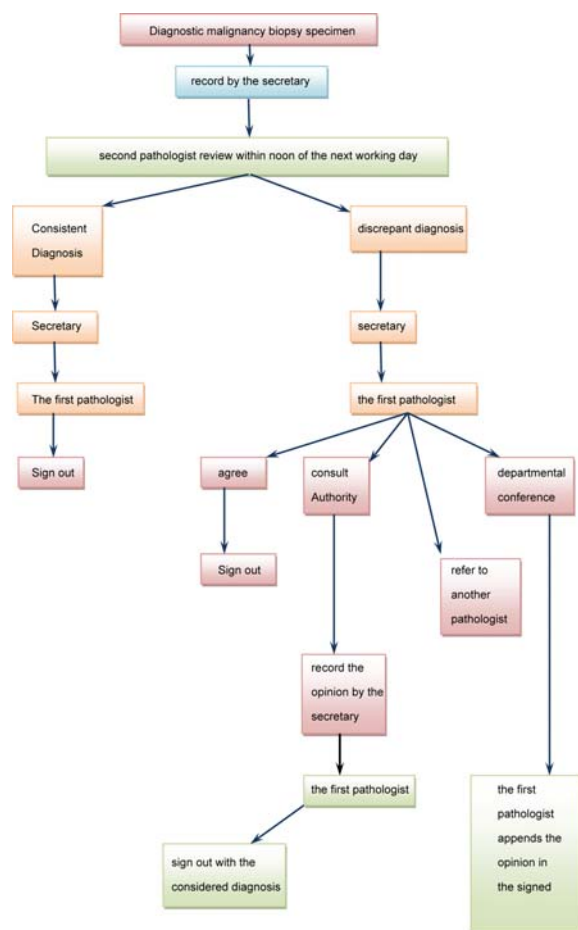 Diagnostic malignancy biopsy specimen
record by the secretary
second pathologist review within noon of the next working day
Consistent
Diagnosis
discrepant diagnosis
Secretary
secretary
The first pathologist
the first pathologist
Sign out
agree
consult
Authority
departmental
conference
Sign out
refer to
another
pathologist
record the
opinion by the
secretary
the first pathologist
sign out with the
considered diagnosis
the first
pathologist
appends the
opinion in
the signed